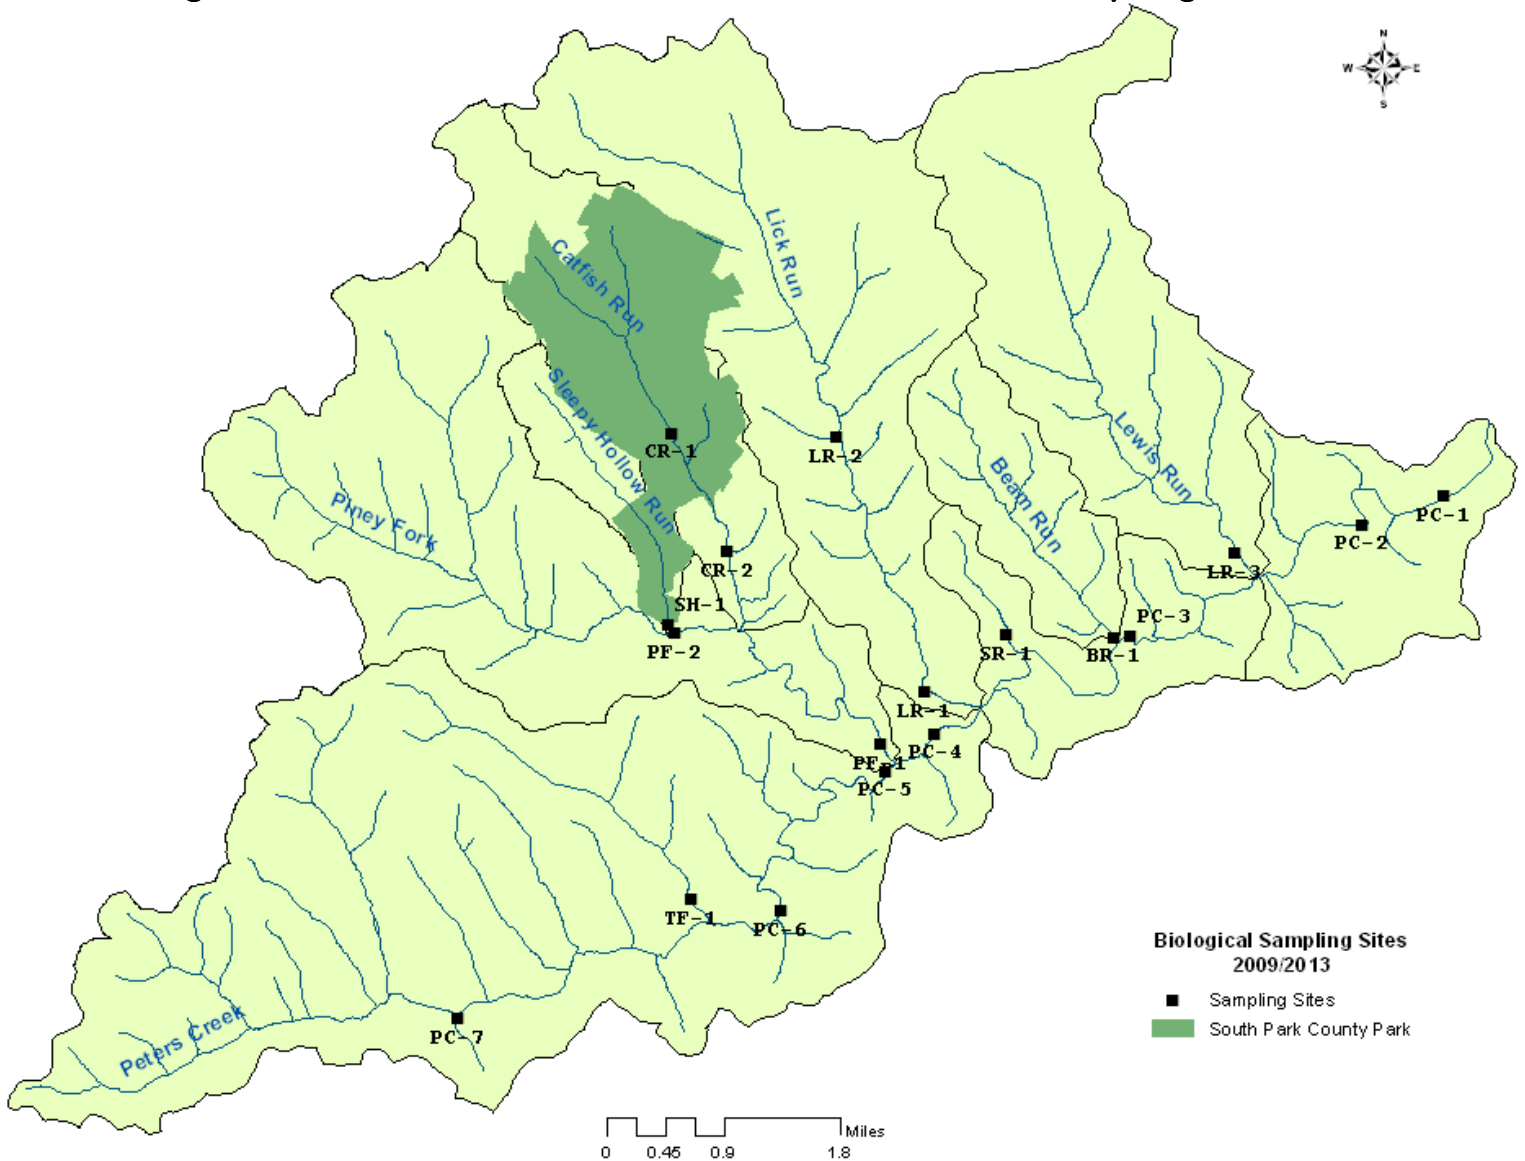 N
W E
S
Lick Run
Catfish Run
Sleepy Hollow Run
Lewis Run
CR-1
LR-2
Beam Run
Piney Fork
PC-1
PC-2
CR-2
LR-3
SH-1
PC-3
PF-2
SR-1
BR-1
LR-1
PC-4
PF-1
PC-5
TF-1
PC-6
Biological Sampling Sites
2009/2013
Sampling Sites
South Park County Park
Peters Creek
PC-7
Miles
0 0.45 0.9 1.8